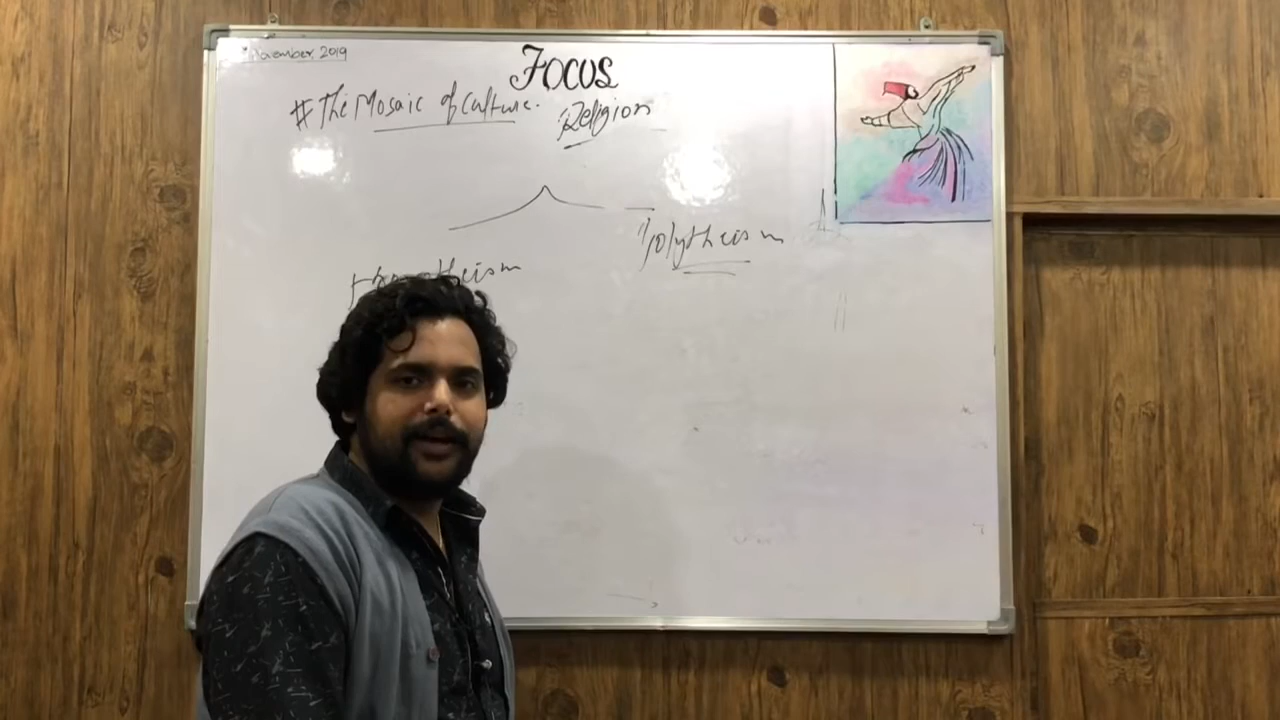 November, 2019
FOCUS
# The Mosaic of Culture.
Religion
Polytheism